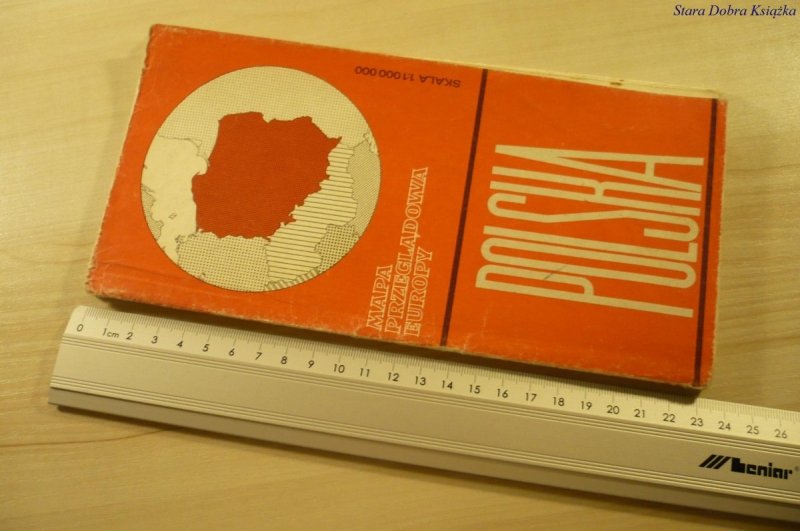 Stara Dobra Książka
POLSKA
MAPA
PRZEGLĄDOWA
EUROPY
SKALA 1:1 000 000
0 1cm 2 3 4 5 6 7 8 9 10 11 12 13 14 15 16 17 18 19 20 21 22 23 24 25 26
leniar®